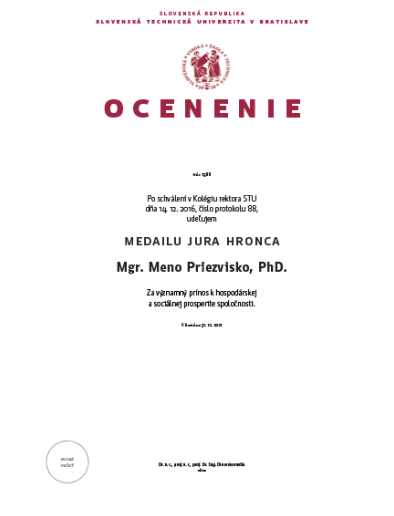 SLOVENSKÁ REPUBLIKA
SLOVENSKÁ TECHNICKÁ UNIVERZITA V BRATISLAVE
OCENENIE
Po schválení v Kolégiu rektora STU
dňa 14. 12. 2016, číslo protokolu 88,
udeľujem
MEDAILU JURA HRONCA
Mgr. Meno Priezvisko, PhD.
Za významný prínos k hospodárskej
a sociálnej prosperite spoločnosti.